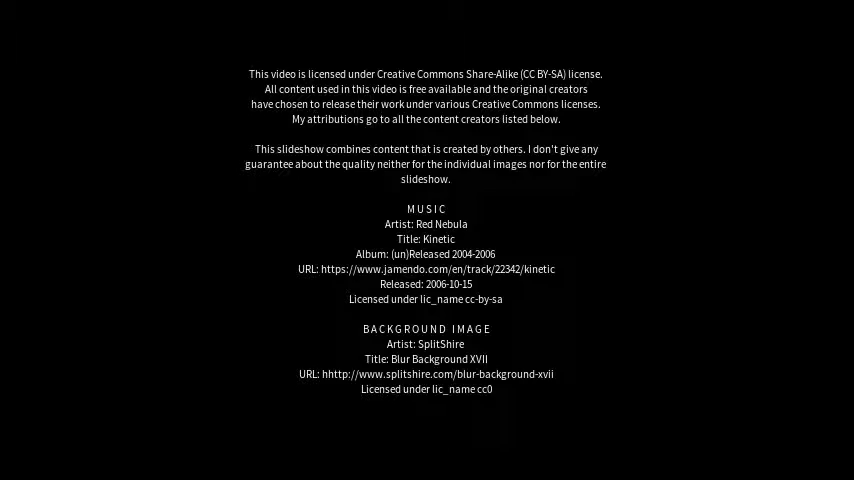 This video is licensed under Creative Commons Share-Alike (CC BY-SA) license.
All content used in this video is free available and the original creators
have chosen to release their work under various Creative Commons licenses.
My attributions go to all the content creators listed below.
This slideshow combines content that is created by others. I don't give any
guarantee about the quality neither for the individual images nor for the entire
slideshow.
MUSIC
Artist: Red Nebula
Title: Kinetic
Album: (un)Released 2004-2006
URL: https://www.jamendo.com/en/track/22342/kinetic
Released: 2006-10-15
Licensed under lic_name cc-by-sa
BACKGROUND IMAGE
Artist: SplitShire
Title: Blur Background XVII
URL: hhttp://www.splitshire.com/blur-background-xvii
Licensed under lic_name cc0